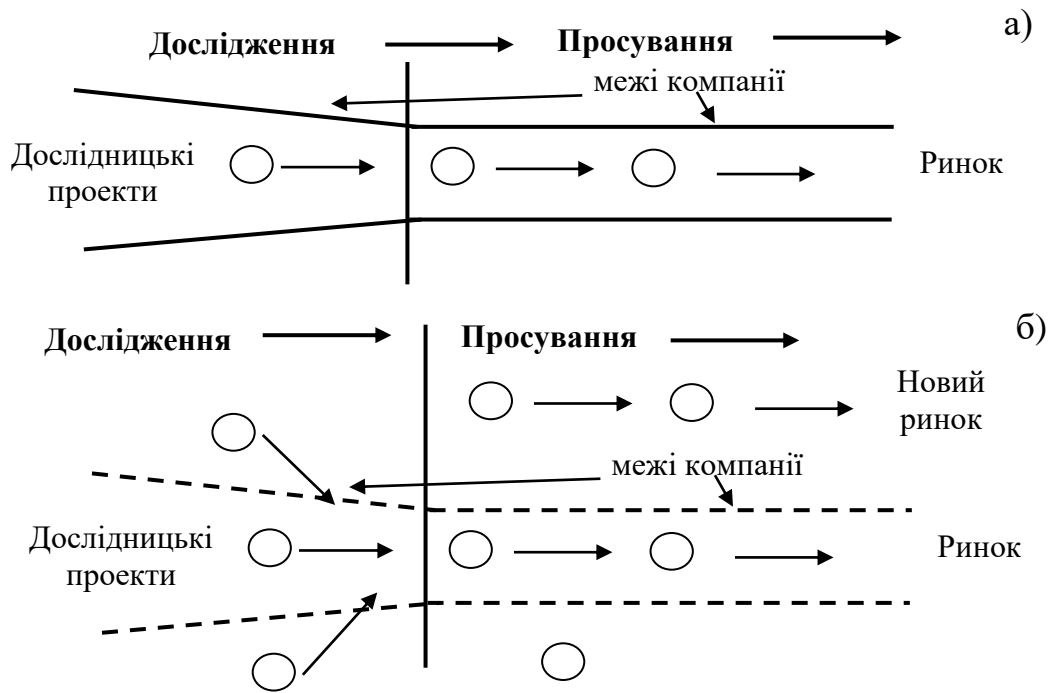 а)
Дослідження
Просування
межі компанії
Дослідницькі
проекти
Ринок
б)
Дослідження
Просування
Новий
ринок
межі компанії
Дослідницькі
проекти
Ринок